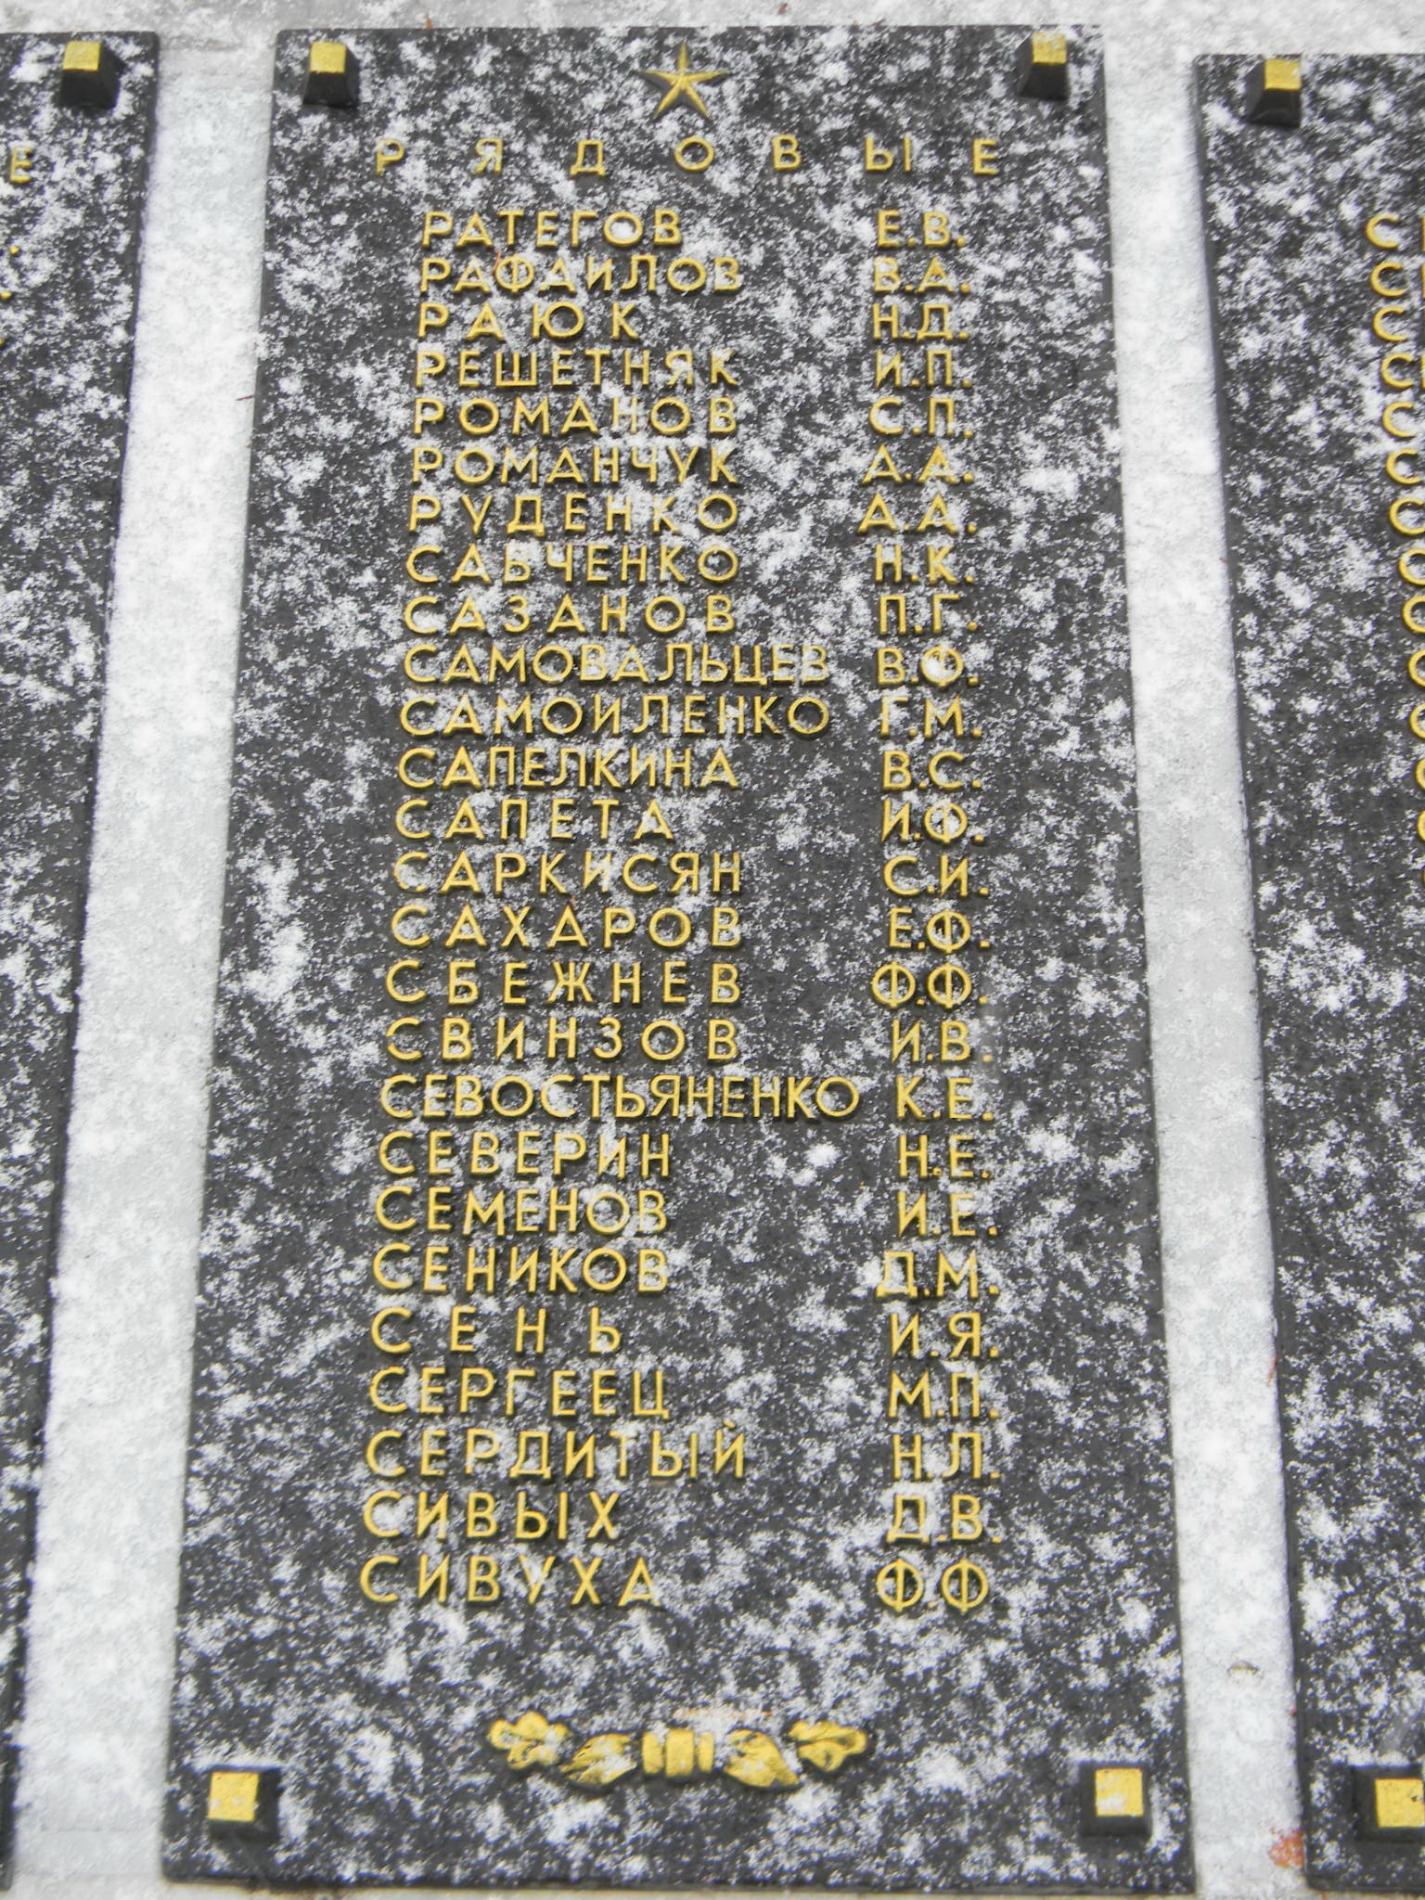 РЯДОВЫЕ
РАТЕГОВ Е.В.
РАФАИЛОВ В.А.
РАЮК Н.Д.
РЕШЕТНЯК И.П.
РОМАНОВ С.П.
РОМАНЧУК А.А.
РУДЕНКО А.А.
САВЧЕНКО Н.К.
САЗАНОВ П.Г.
САМОВАЛЬЦЕВ В.Ф.
САМОИЛЕНКО Г.М.
САПЕЛКИНА В.С.
САПЕТА И.Ф.
САРКИСЯН С.И.
САХАРОВ Е.Ф.
СБЕЖНЕВ Ф.Ф.
СВИНЗОВ И.В.
СЕВОСТЬЯНЕНКО К.Е.
СЕВЕРИН Н.Е.
СЕМЕНОВ И.Е.
СЕНИКОВ Д.М.
СЕНЬ И.Я.
СЕРГЕЕЦ М.П.
СЕРДИТЫЙ Н.Л.
СИВЫХ Д.В.
СИВУХА Ф.Ф